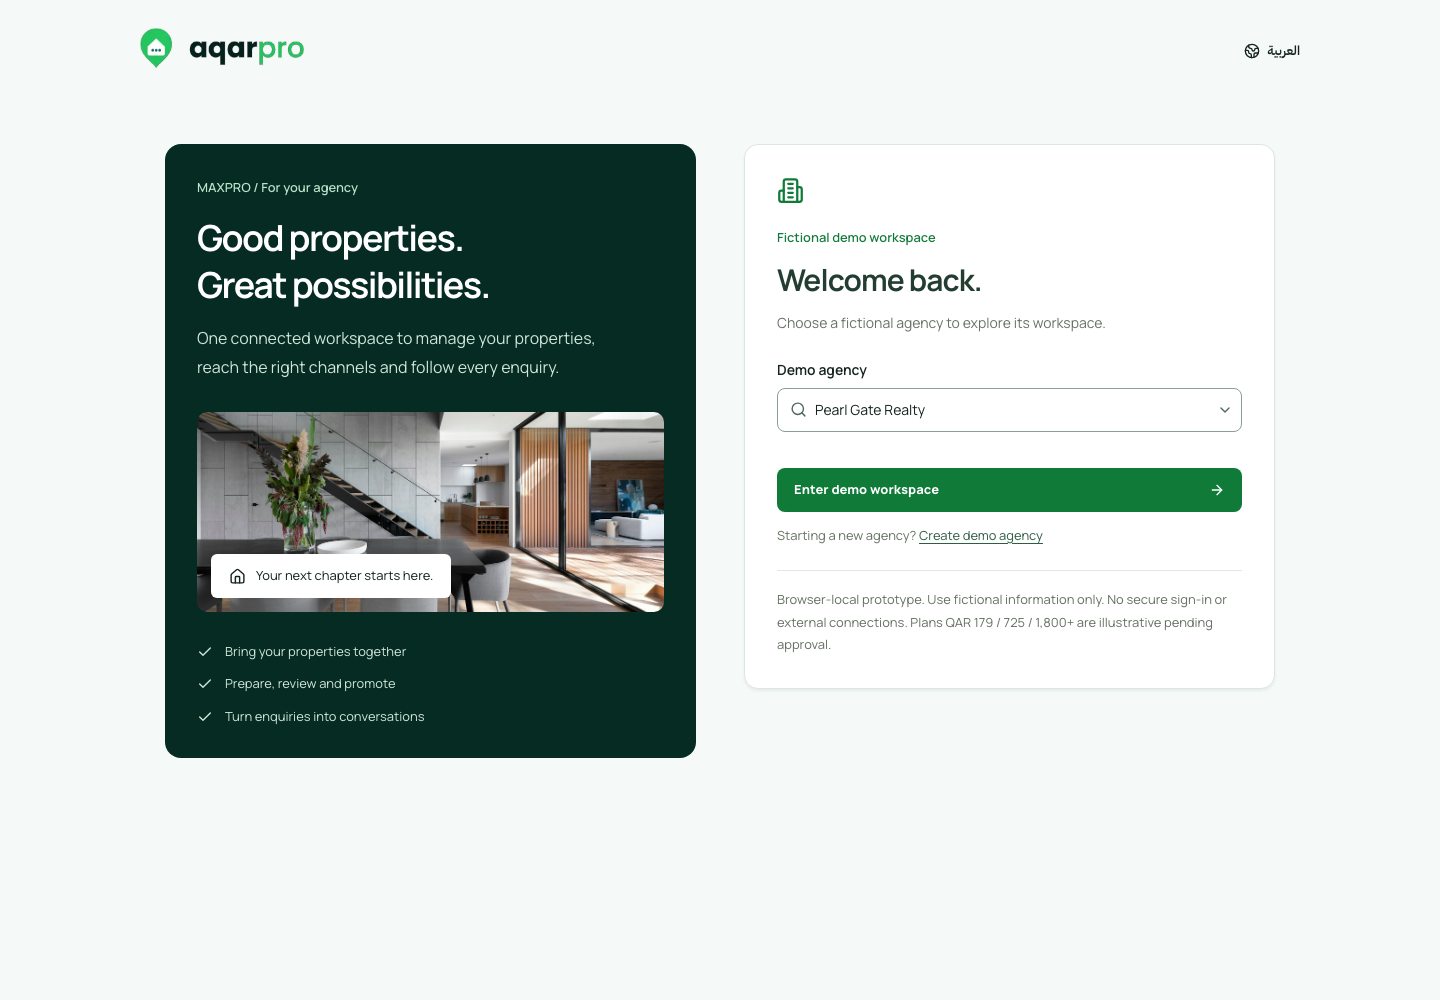 aqarpro
العربية
MAXPRO / For your agency
Good properties.
Great possibilities.
One connected workspace to manage your properties,
reach the right channels and follow every enquiry.
Your next chapter starts here.
Bring your properties together
Prepare, review and promote
Turn enquiries into conversations
Fictional demo workspace
Welcome back.
Choose a fictional agency to explore its workspace.
Demo agency
Pearl Gate Realty
Enter demo workspace
Starting a new agency? Create demo agency
Browser-local prototype. Use fictional information only. No secure sign-in or
external connections. Plans QAR 179 / 725 / 1,800+ are illustrative pending
approval.